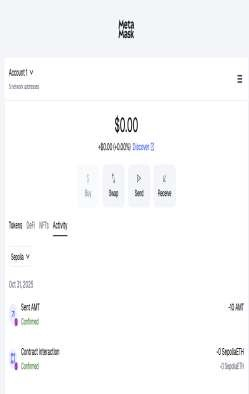 Meta
Mask
Account 1
5 network addresses
$0.00
+$0.00 (+0.00%) Discover
Buy
Swap
Send
Receive
Tokens DeFi NFTs Activity
Sepolia
Oct 31, 2025
Sent AMT
-10 AMT
Confirmed
Contract interaction
-0 SepoliaETH
Confirmed
-0 SepoliaETH